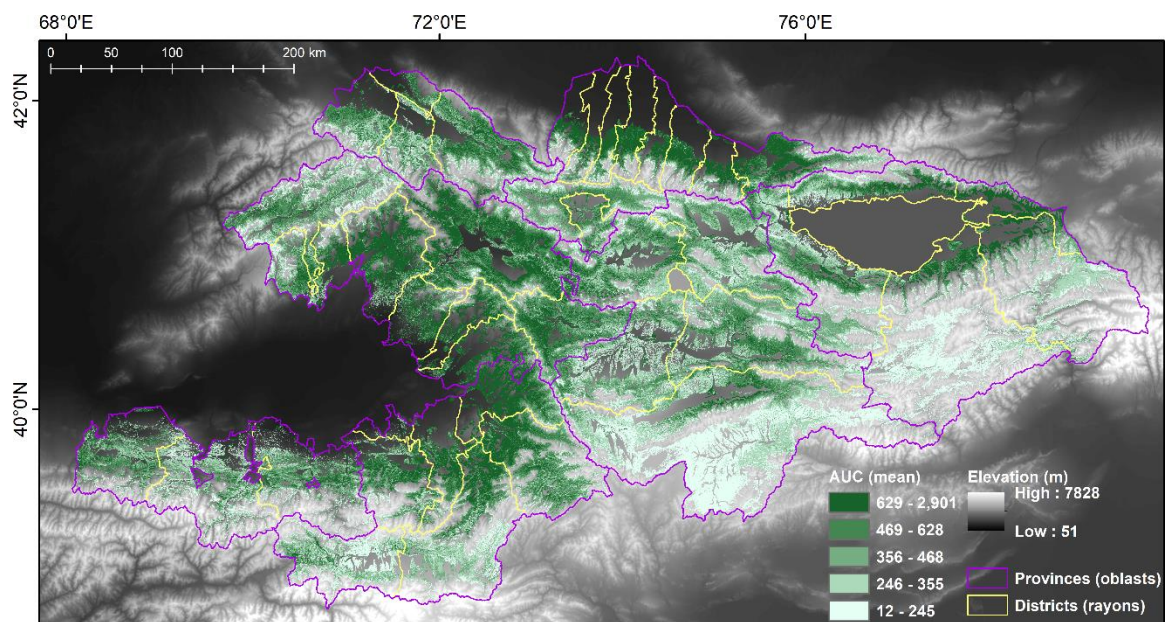 68°0'E 72°0'E 76°0'E
0 50 100 200 km
42°0'N
40°0'N
AUC (mean)
629 - 2,901
469 - 628
356 - 468
246 - 355
12 - 245
Elevation (m)
High : 7828
Low : 51
Provinces (oblasts)
Districts (rayons)